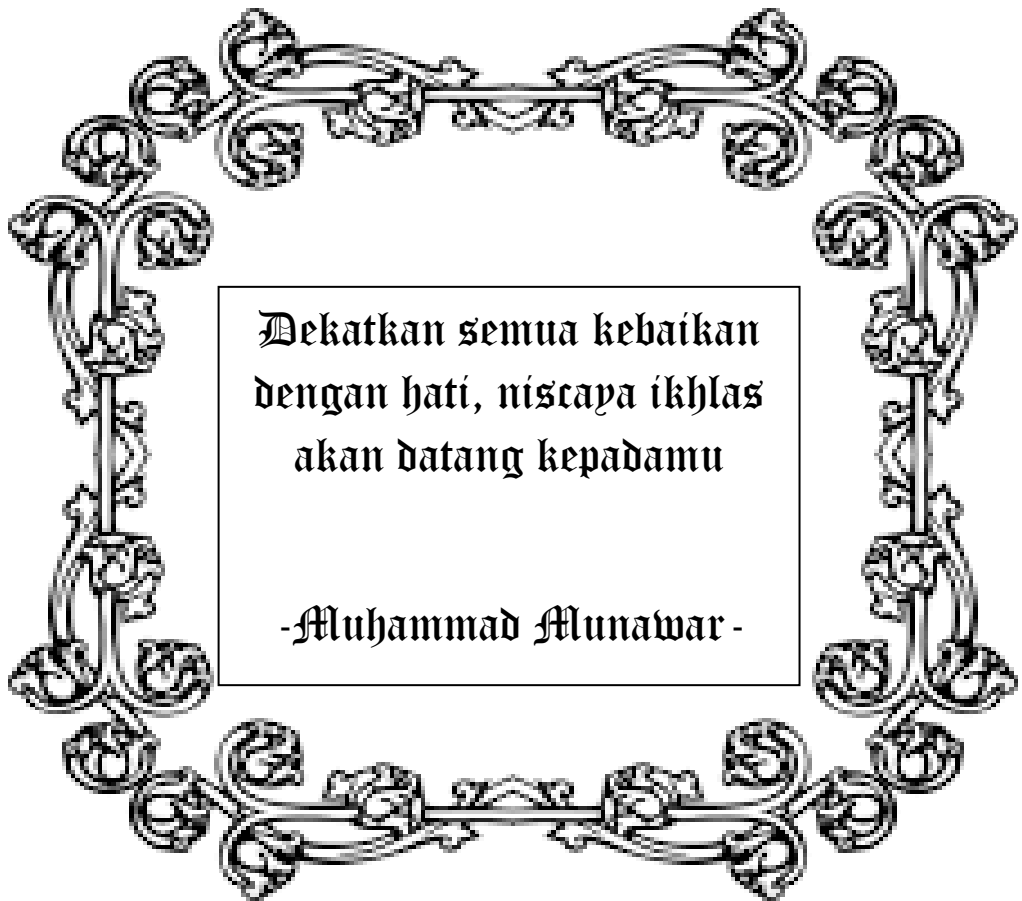 Dekatkan semua kebaikan
dengan hati, niscaya ikhlas
akan datang kepadamu
-Muhammad Munawar-